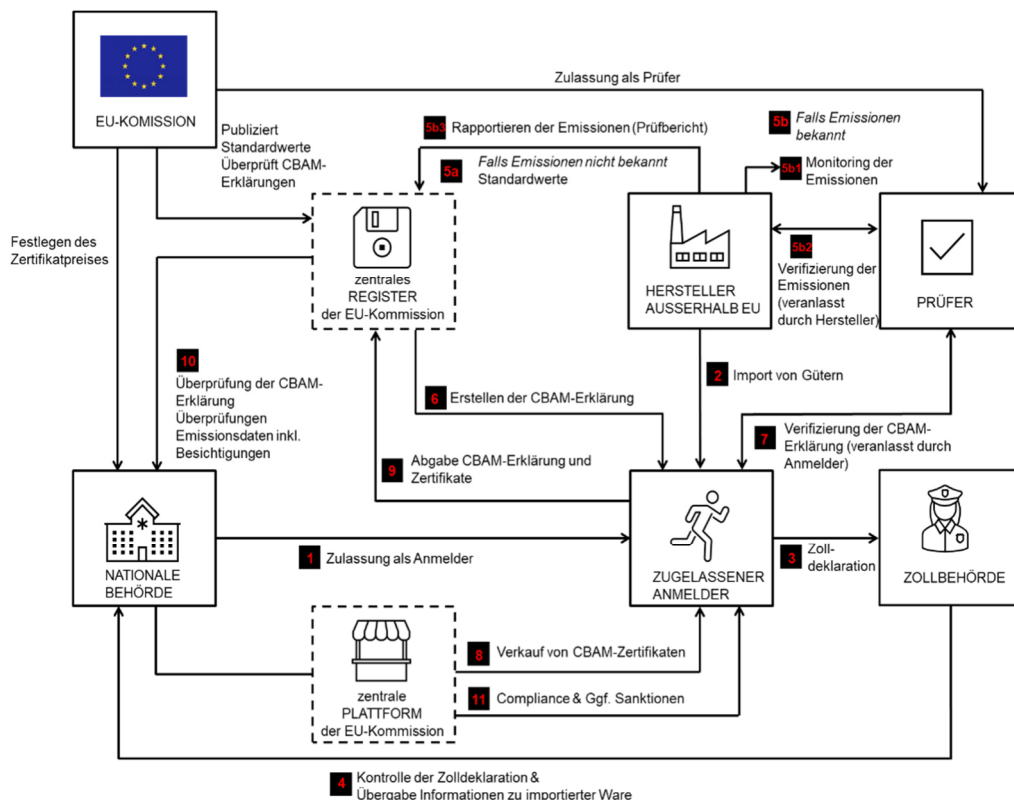 EU-KOMISSION
Zulassung als Prüfer
Publiziert
Standardwerte
Überprüft CBAM-
Erklärungen
5b3 Rapportieren der Emissionen (Prüfbericht)
5a Falls Emissionen nicht bekannt
Standardwerte
5b Falls Emissionen
bekannt
5b1 Monitoring der
Emissionen
Festlegen des
Zertifikatpreises
zentrales
REGISTER
der EU-Kommission
HERSTELLER
AUSSERHALB EU
5b2
Verifizierung der
Emissionen
(veranlasst
durch Hersteller)
PRÜFER
10
Überprüfung der CBAM-
Erklärung
Überprüfungen
Emissionsdaten inkl.
Besichtigungen
2 Import von Gütern
6 Erstellen der CBAM-Erklärung
7 Verifizierung der CBAM-
Erklärung (veranlasst durch
Anmelder)
9 Abgabe CBAM-Erklärung und
Zertifikate
NATIONALE
BEHÖRDE
1 Zulassung als Anmelder
ZUGELASSENER
ANMELDER
3 Zoll-
deklaration
ZOLLBEHÖRDE
zentrale
PLATTFORM
der EU-Kommission
8 Verkauf von CBAM-Zertifikaten
11 Compliance & Ggf. Sanktionen
4 Kontrolle der Zolldeklaration &
Übergabe Informationen zu importierter Ware